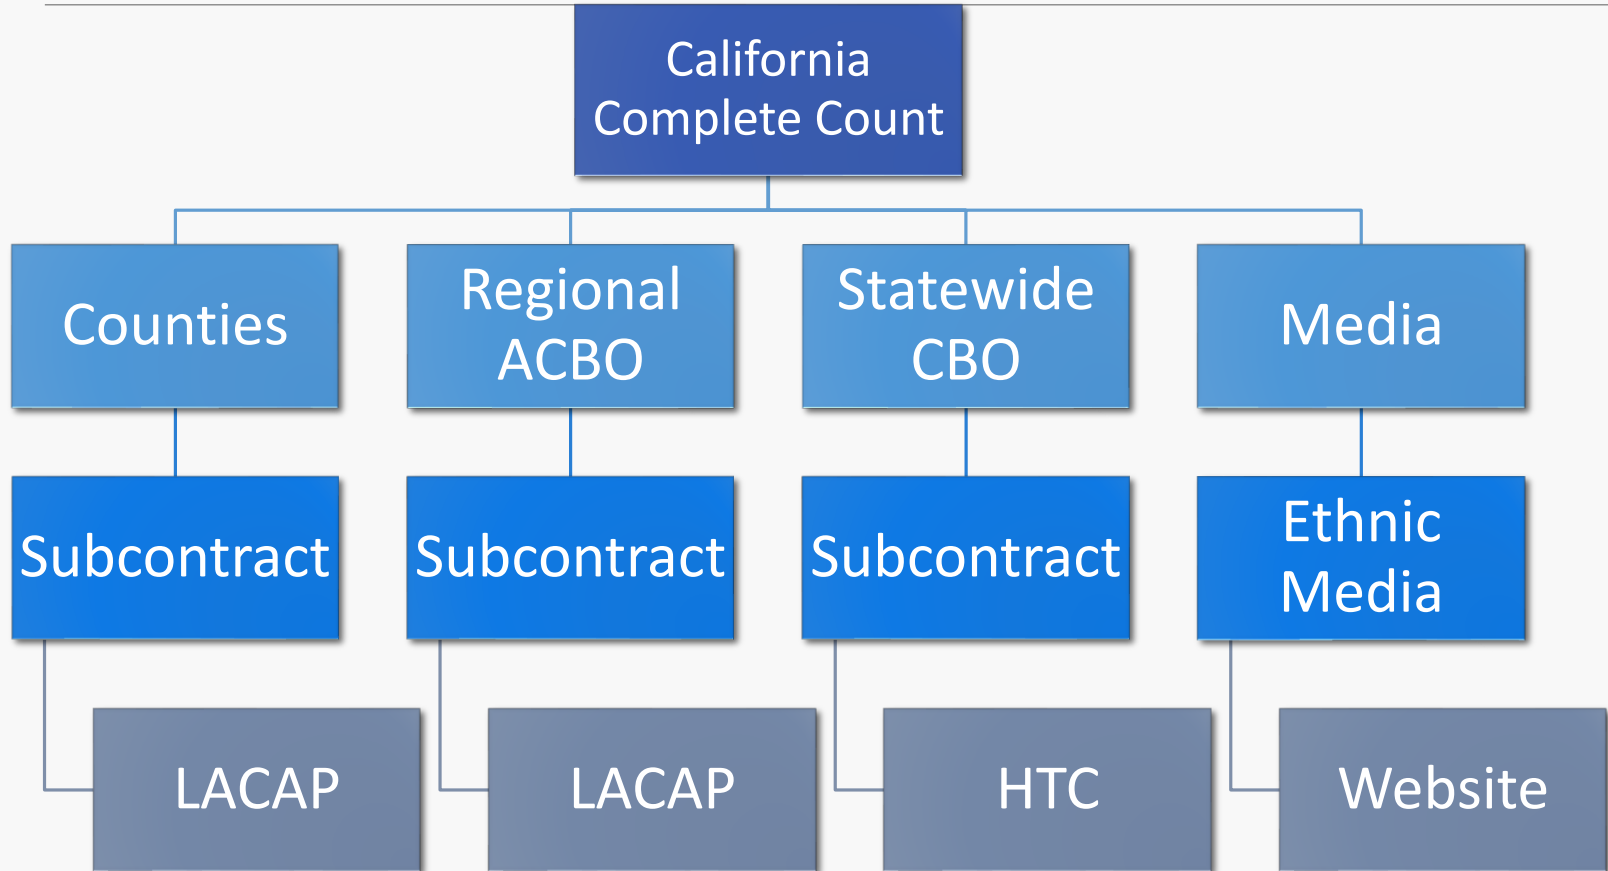 California
Complete Count
Counties
Regional
ACBO
Statewide
CBO
Media
Subcontract
Subcontract
Subcontract
Ethnic
Media
LACAP
LACAP
HTC
Website